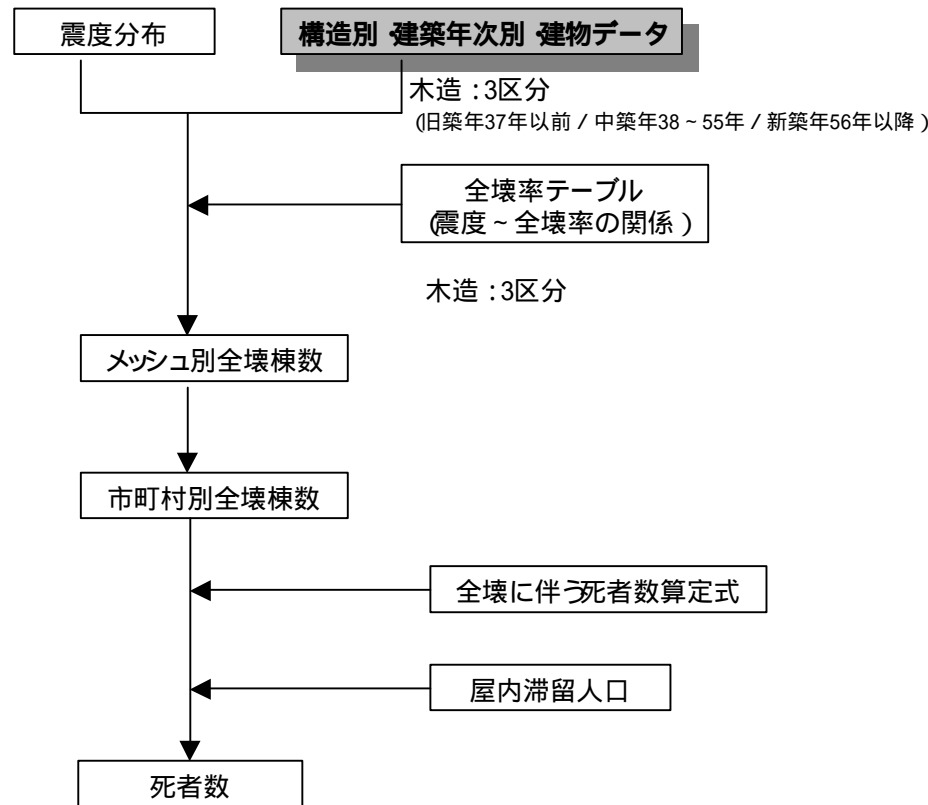 震度分布
構造別・建築年次別・建物データ
木造：3区分
（旧築年37年以前／中築年38～55年／新築年56年以降）
全壊率テーブル
（震度～全壊率の関係）
木造：3区分
メッシュ別全壊棟数
市町村別全壊棟数
全壊に伴う死者数算定式
屋内滞留人口
死者数